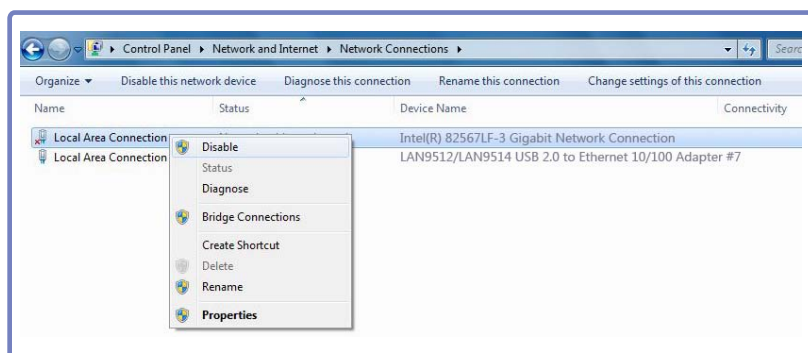 Control Panel ▸ Network and Internet ▸ Network Connections ▸
Organize ▾ Disable this network device Diagnose this connection Rename this connection Change settings of this connection
Name Status Device Name Connectivity
Local Area Connection Intel(R) 82567LF-3 Gigabit Network Connection
Local Area Connection LAN9512/LAN9514 USB 2.0 to Ethernet 10/100 Adapter #7
Disable
Status
Diagnose
Bridge Connections
Create Shortcut
Delete
Rename
Properties